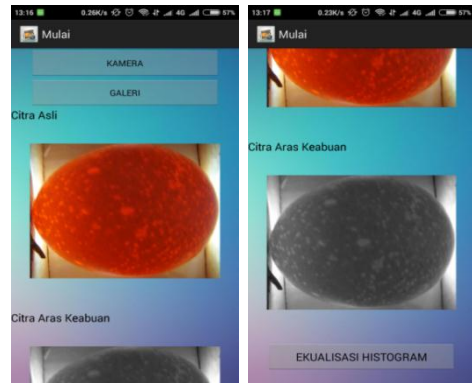 13:16 0.26K/s 4G 57%
Mulai
KAMERA
GALERI
Citra Asli
Citra Aras Keabuan
13:17 0.23K/s 4G 57%
Mulai
Citra Aras Keabuan
EKUALISASI HISTOGRAM